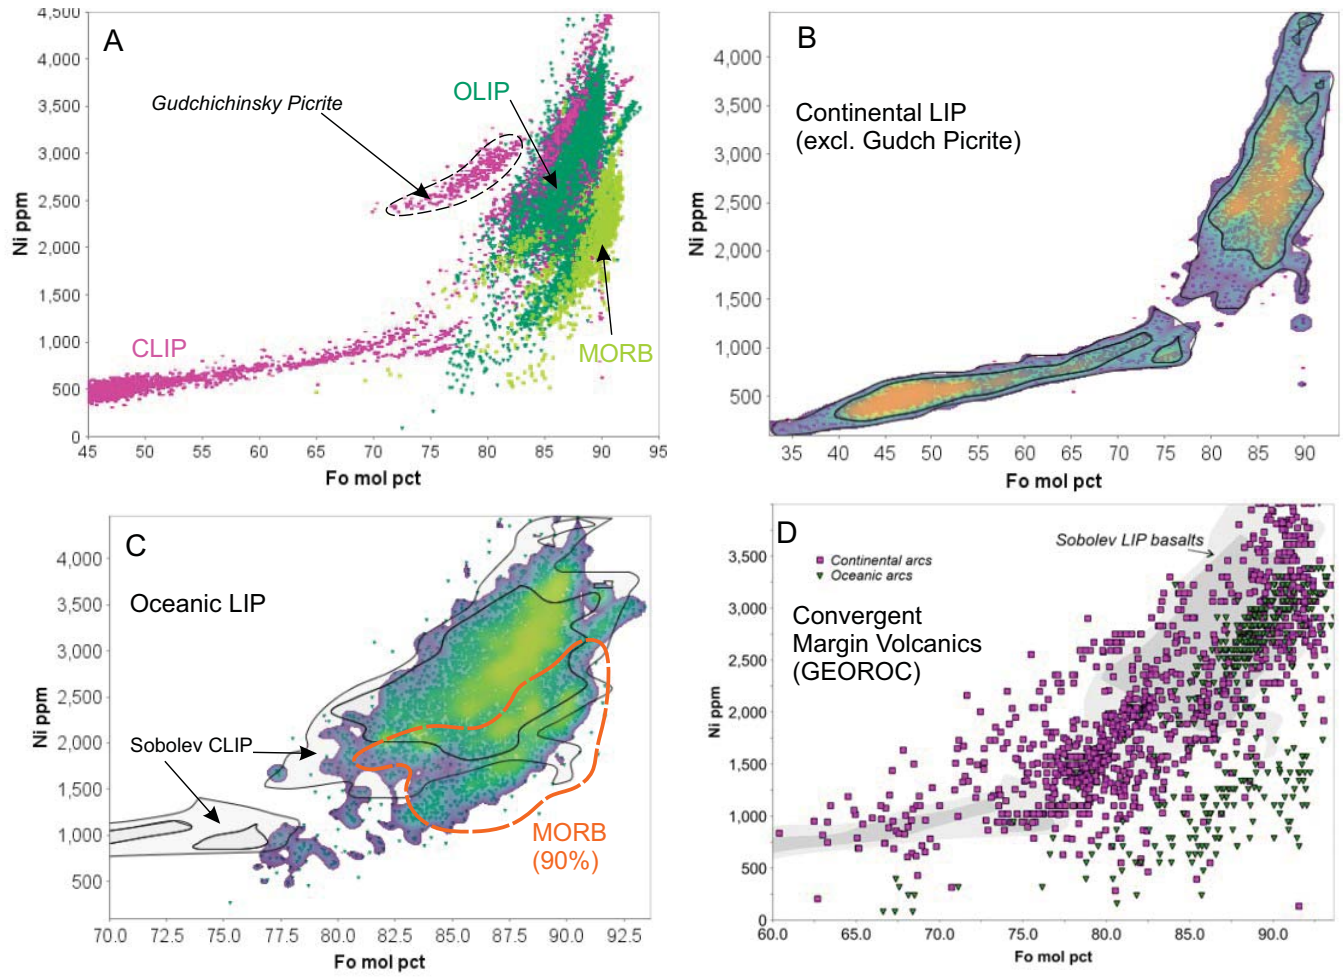 4,500
A
4,000
3,500
3,000
2,500
2,000
1,500
1,000
500
0
Ni ppm
Gudchichinsky Picrite
OLIP
CLIP
MORB
45 50 55 60 65 70 75 80 85 90 95
Fo mol pct
B
Continental LIP
(excl. Gudch Picrite)
4,000
3,500
3,000
2,500
2,000
1,500
1,000
500
Ni ppm
35 40 45 50 55 60 65 70 75 80 85 90
Fo mol pct
C
Oceanic LIP
4,000
3,500
3,000
2,500
2,000
1,500
1,000
500
Ni ppm
Sobolev CLIP
MORB
(90%)
70.0 72.5 75.0 77.5 80.0 82.5 85.0 87.5 90.0 92.5
Fo mol pct
D
Sobolev LIP basalts
Continental arcs
Oceanic arcs
Convergent
Margin Volcanics
(GEOROC)
3,500
3,000
2,500
2,000
1,500
1,000
500
0
Ni ppm
60.0 65.0 70.0 75.0 80.0 85.0 90.0
Fo mol pct